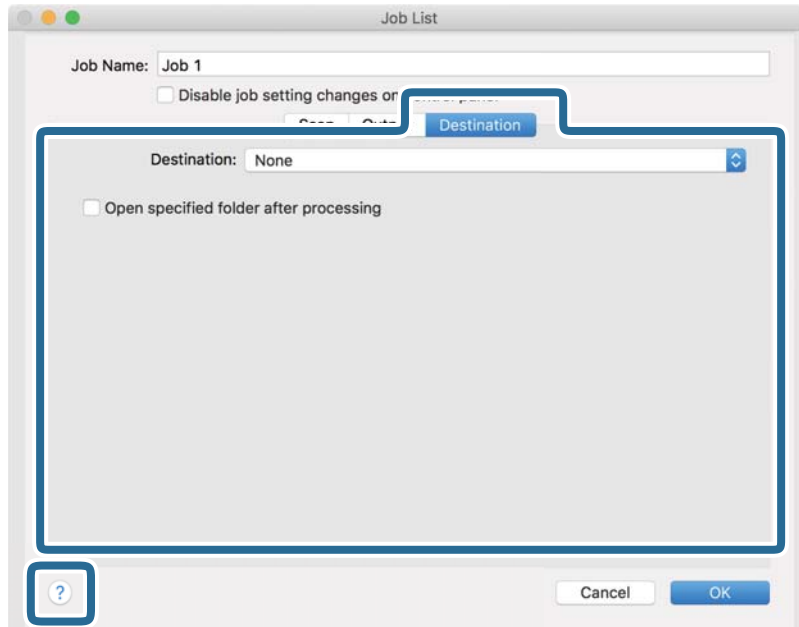 Job List
Job Name: Job 1
Disable job setting changes on
Destination
Destination: None
Open specified folder after processing
?
Cancel
OK